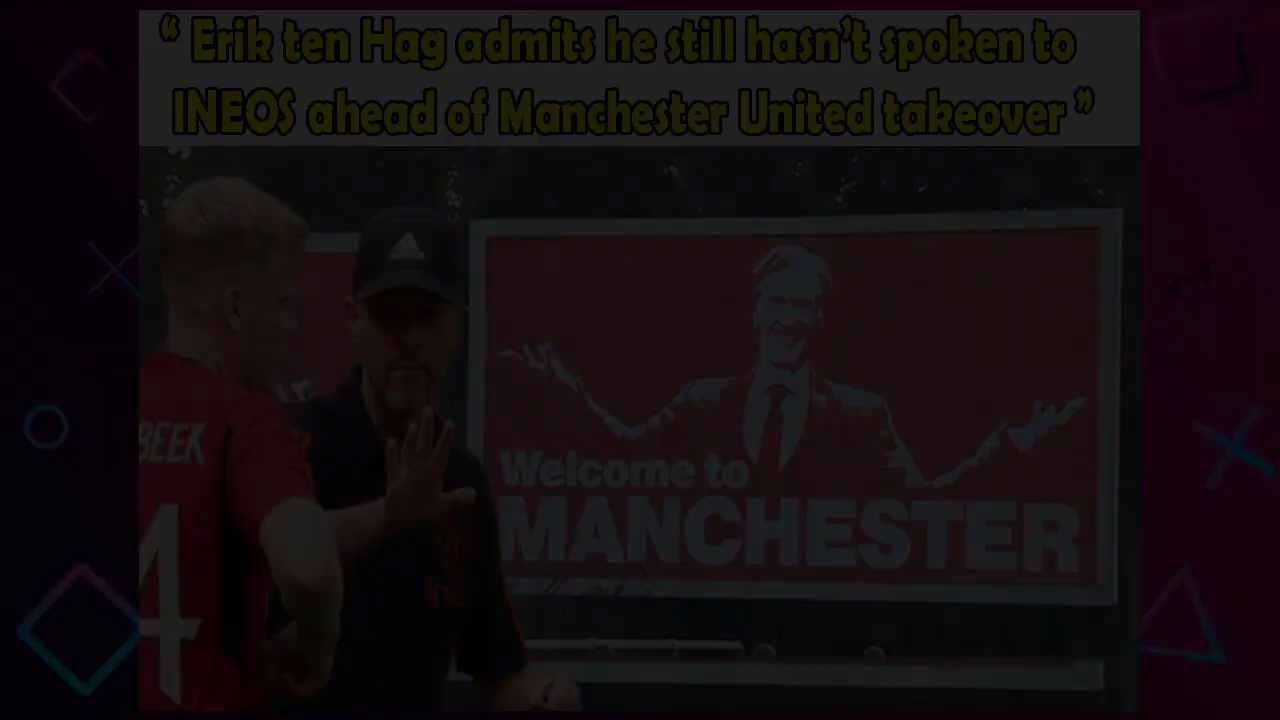 “ Erik ten Hag admits he still hasn’t spoken to
INEOS ahead of Manchester United takeover ”
BEEK
4
Welcome to
MANCHESTER